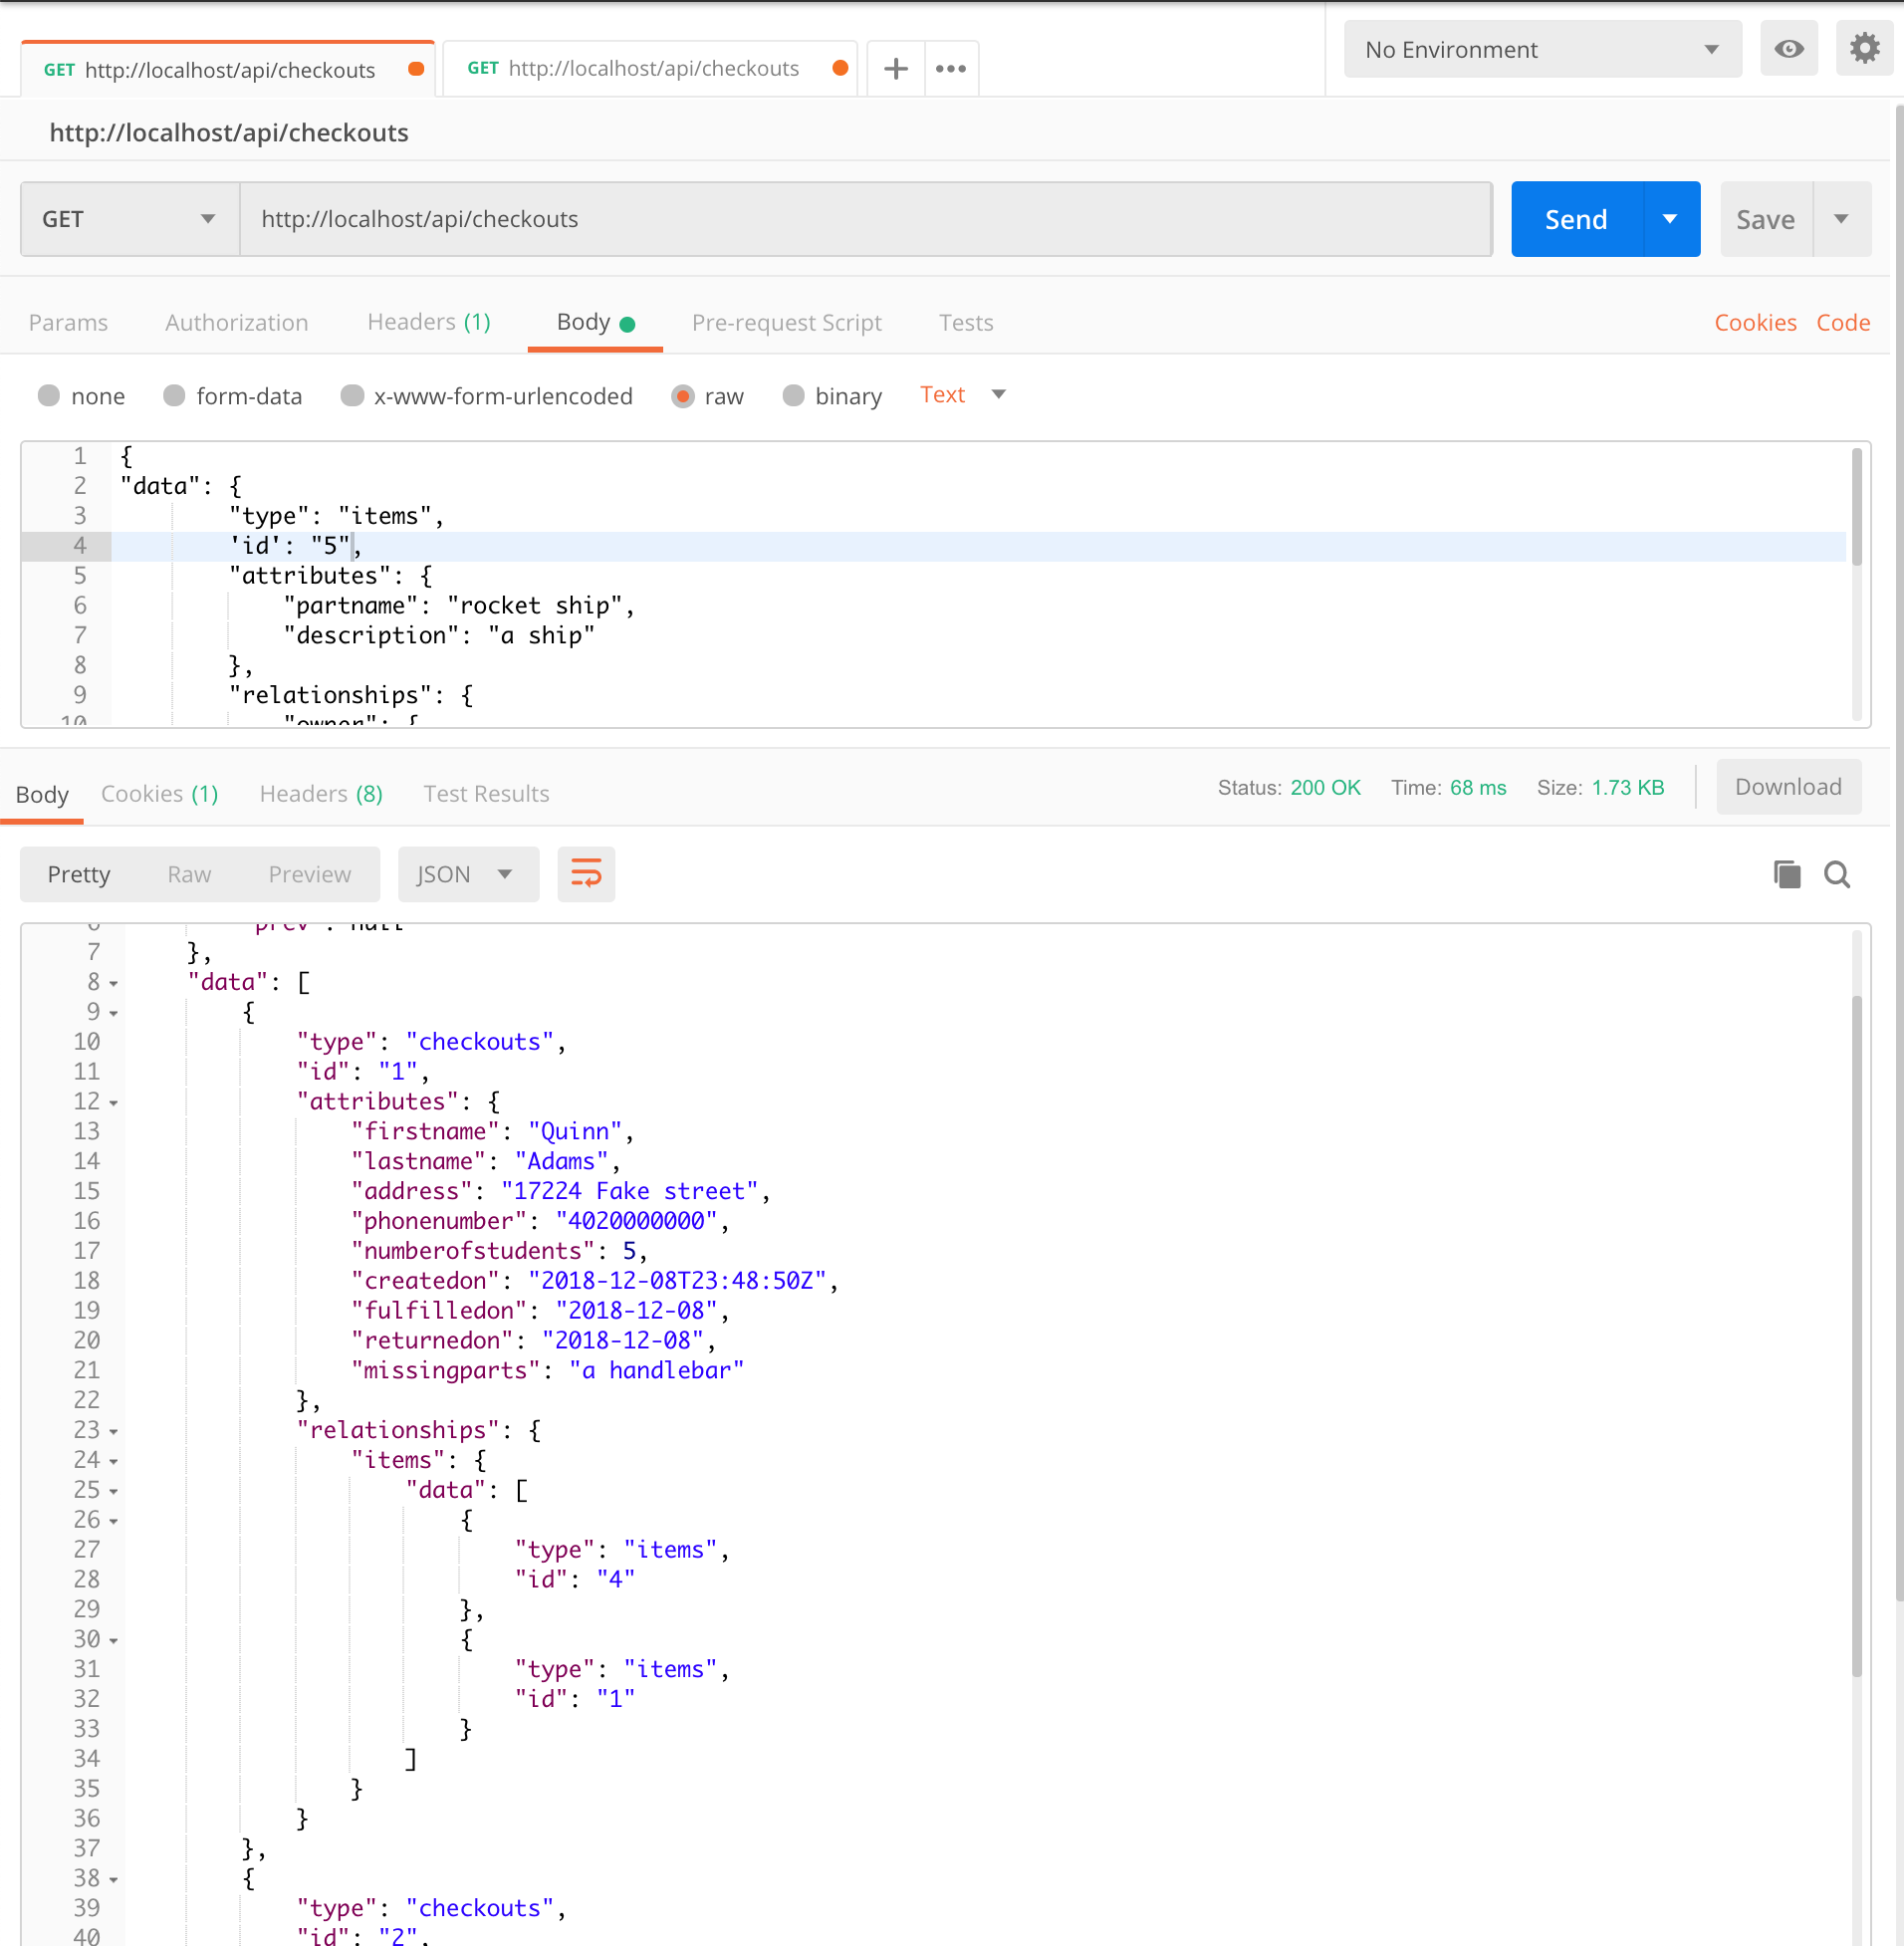 GET http://localhost/api/checkouts
GET http://localhost/api/checkouts
No Environment
http://localhost/api/checkouts
GET
http://localhost/api/checkouts
Send
Save
Params Authorization Headers (1) Body Pre-request Script Tests Cookies Code
none form-data x-www-form-urlencoded raw binary Text
1 {
2 "data": {
3 "type": "items",
4 'id': "5",
5 "attributes": {
6 "partname": "rocket ship",
7 "description": "a ship"
8 },
9 "relationships": {
10 "owner": {
Body Cookies (1) Headers (8) Test Results Status: 200 OK Time: 68 ms Size: 1.73 KB Download
Pretty Raw Preview JSON
6 "prev": null
7 },
8 "data": [
9 {
10 "type": "checkouts",
11 "id": "1",
12 "attributes": {
13 "firstname": "Quinn",
14 "lastname": "Adams",
15 "address": "17224 Fake street",
16 "phonenumber": "4020000000",
17 "numberofstudents": 5,
18 "createdon": "2018-12-08T23:48:50Z",
19 "fulfilledon": "2018-12-08",
20 "returnedon": "2018-12-08",
21 "missingparts": "a handlebar"
22 },
23 "relationships": {
24 "items": {
25 "data": [
26 {
27 "type": "items",
28 "id": "4"
29 },
30 {
31 "type": "items",
32 "id": "1"
33 }
34 ]
35 }
36 }
37 },
38 {
39 "type": "checkouts",
40 "id": "2",